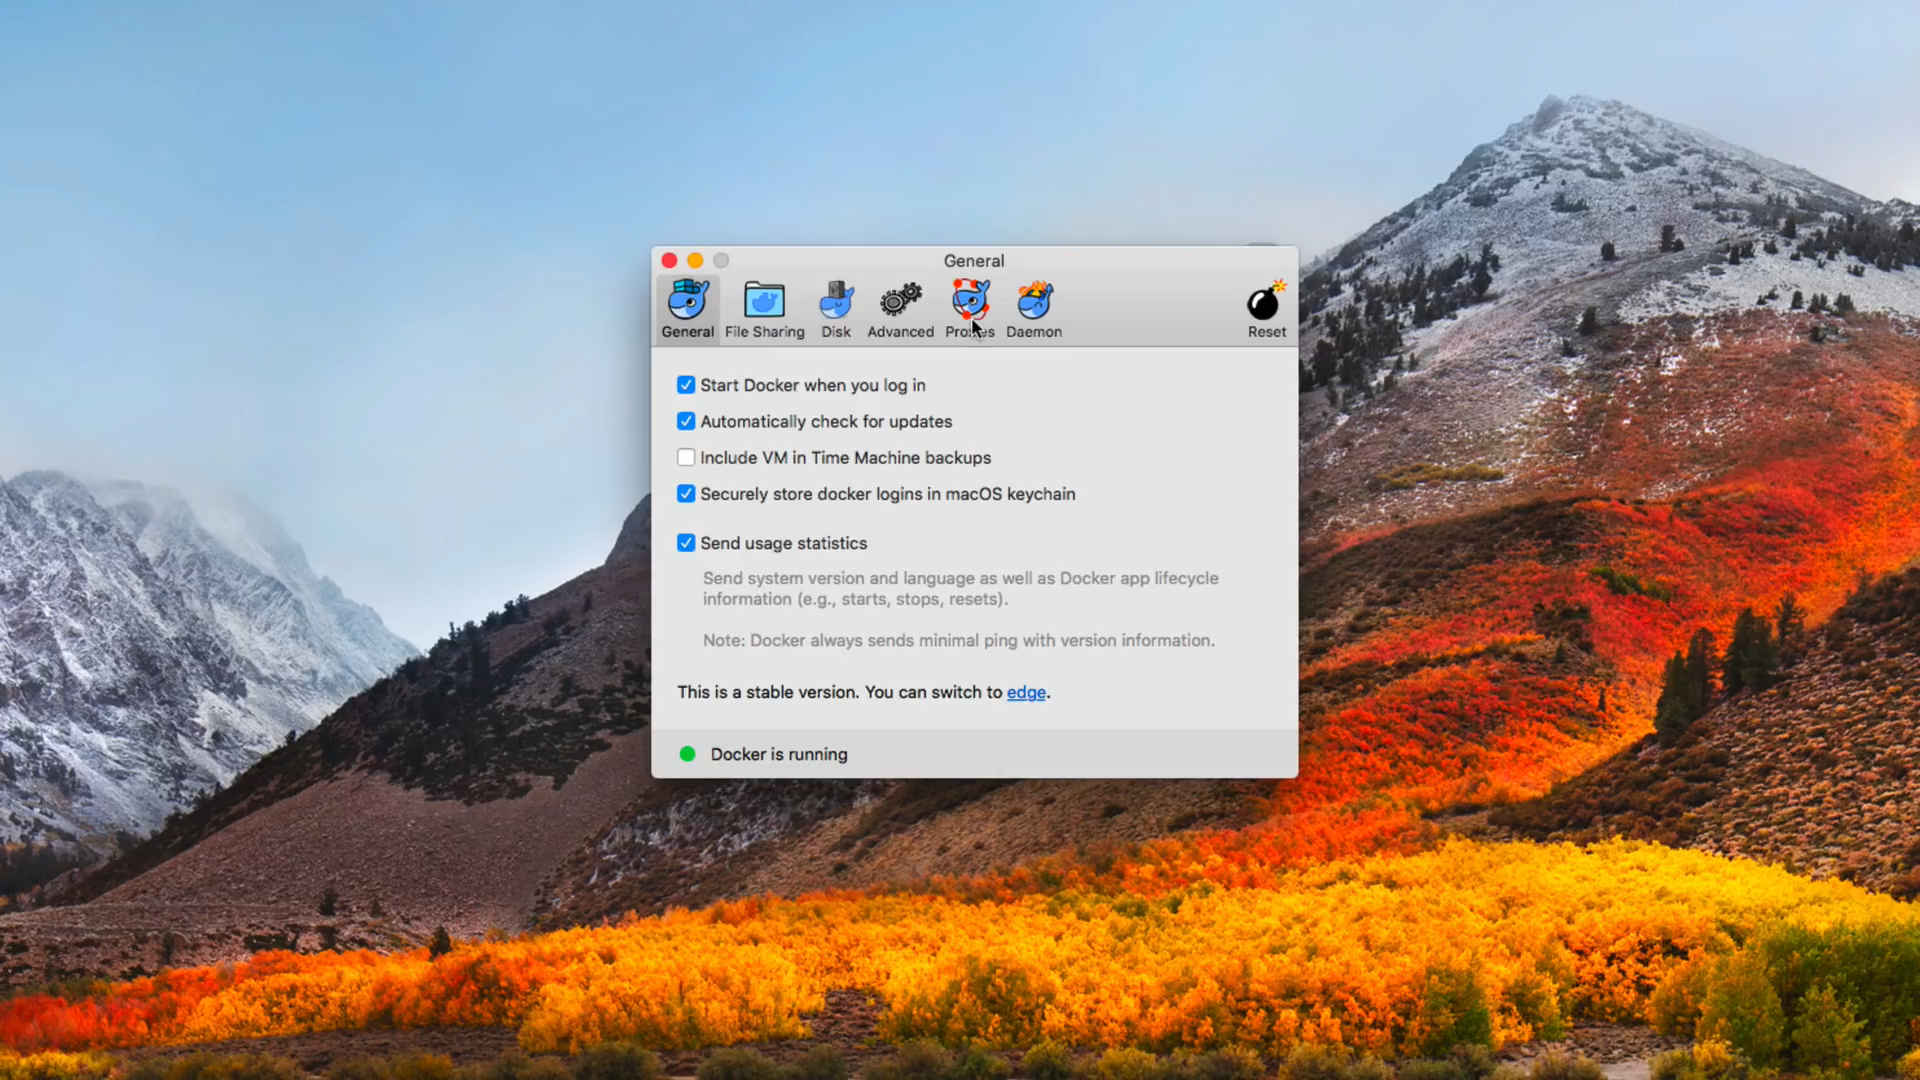 General
General
File Sharing
Disk
Advanced
Daemon
Reset
Start Docker when you log in
Automatically check for updates
Include VM in Time Machine backups
Securely store docker logins in macOS keychain
Send usage statistics
Send system version and language as well as Docker app lifecycle
information (e.g., starts, stops, resets).
Note: Docker always sends minimal ping with version information.
This is a stable version. You can switch to edge.
Docker is running